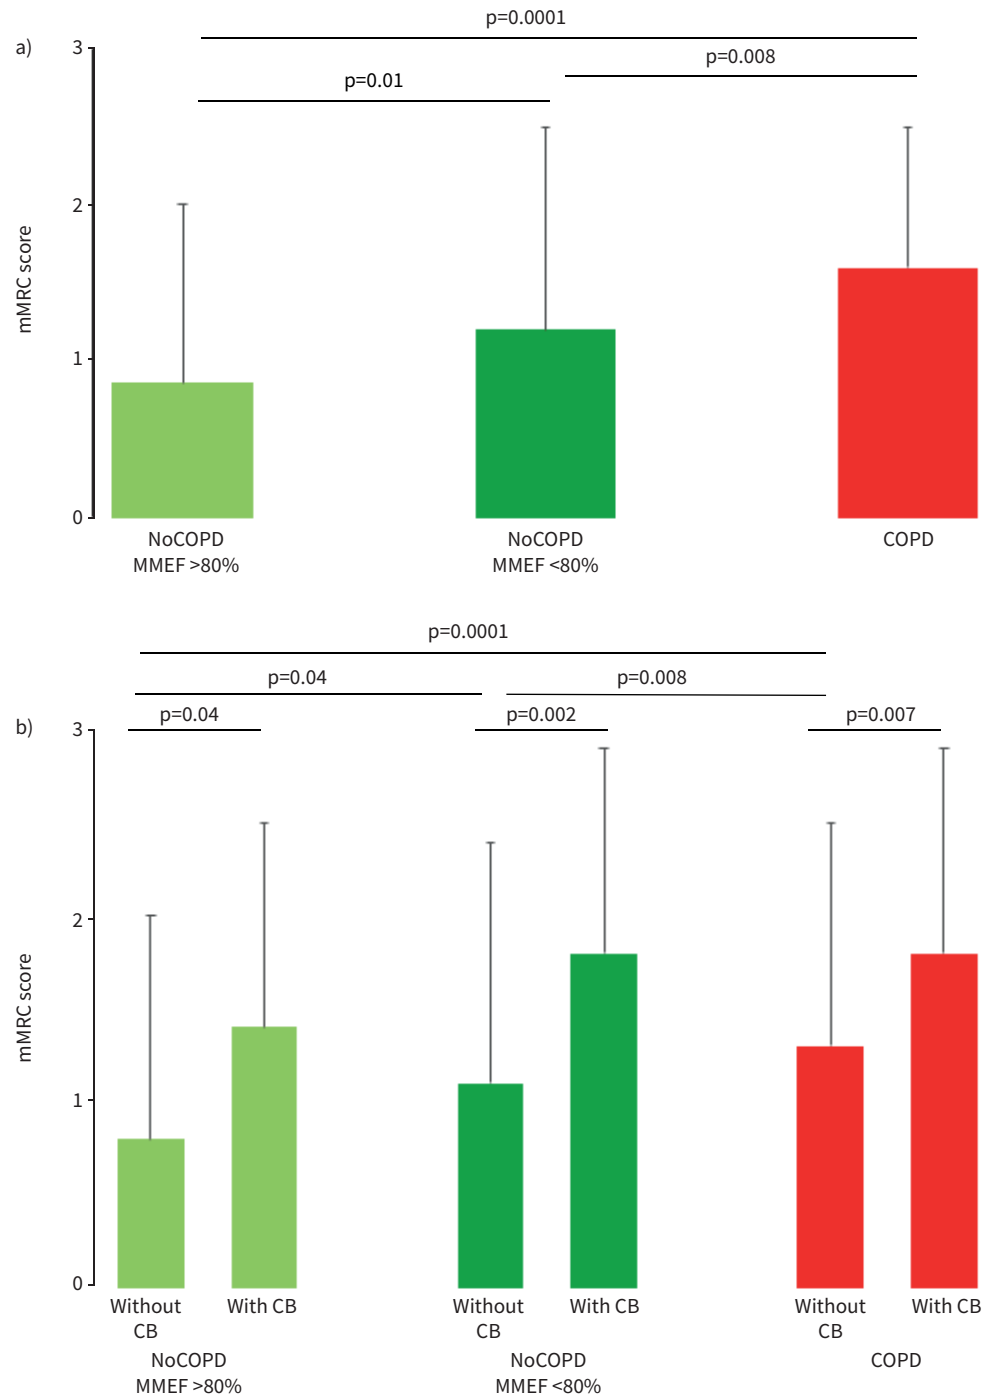 p=0.0001
a)
3
p=0.008
p=0.01
2
mMRC score
1
0
NoCOPD
MMEF >80%
NoCOPD
MMEF <80%
COPD
p=0.0001
p=0.04
p=0.008
b)
3
p=0.04
p=0.002
p=0.007
2
mMRC score
1
0
Without
CB
With CB
Without
CB
With CB
Without
CB
With CB
NoCOPD
MMEF >80%
NoCOPD
MMEF <80%
COPD